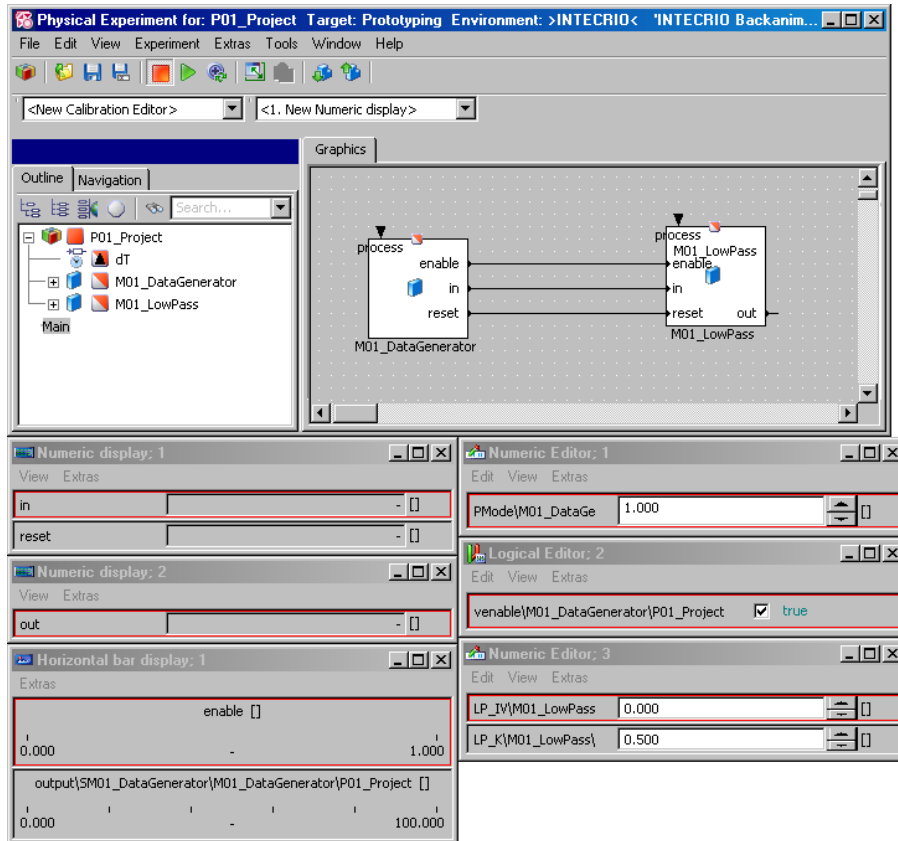 Physical Experiment for: P01_Project Target: Prototyping Environment: >INTECRIO< 'INTECRIO Backanim...
File Edit View Experiment Extras Tools Window Help
<New Calibration Editor> <1. New Numeric display>
Graphics
Outline Navigation
Search...
P01_Project
dT
M01_DataGenerator
M01_LowPass
Main
process
enable
in
reset
M01_DataGenerator
process
M01_LowPass
enable
in
reset out
M01_LowPass
Numeric display; 1
View Extras
in - []
reset - []
Numeric display; 2
View Extras
out - []
Horizontal bar display; 1
Extras
enable []
0.000 - 1.000
output\SM01_DataGenerator\M01_DataGenerator\P01_Project []
0.000 - 100.000
Numeric Editor; 1
Edit View Extras
PMode\M01_DataGe 1.000 []
Logical Editor; 2
Edit View Extras
venable\M01_DataGenerator\P01_Project true
Numeric Editor; 3
Edit View Extras
LP_IV\M01_LowPass 0.000 []
LP_K\M01_LowPass\ 0.500 []